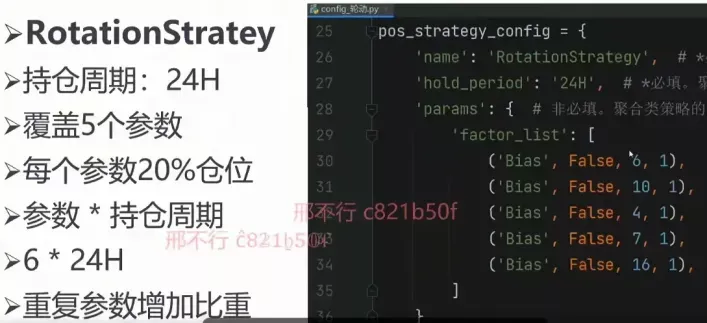 ➢RotationStratey
➢持仓周期：24H
➢覆盖5个参数
➢每个参数20%仓位
➢参数 * 持仓周期
➢6 * 24H
➢重复参数增加比重
config_轮动.py
25 pos_strategy_config = {
26 'name': 'RotationStrategy', # *
27 'hold_period': '24H', # *必填。聚
28 'params': { # 非必填。聚合类策略的
29 'factor_list': [
30 ('Bias', False, 6, 1),
31 ('Bias', False, 10, 1),
32 ('Bias', False, 4, 1),
33 ('Bias', False, 7, 1),
34 ('Bias', False, 16, 1),
35 ]
36 }
邢不行 c821b50f
邢不行 c821b50f